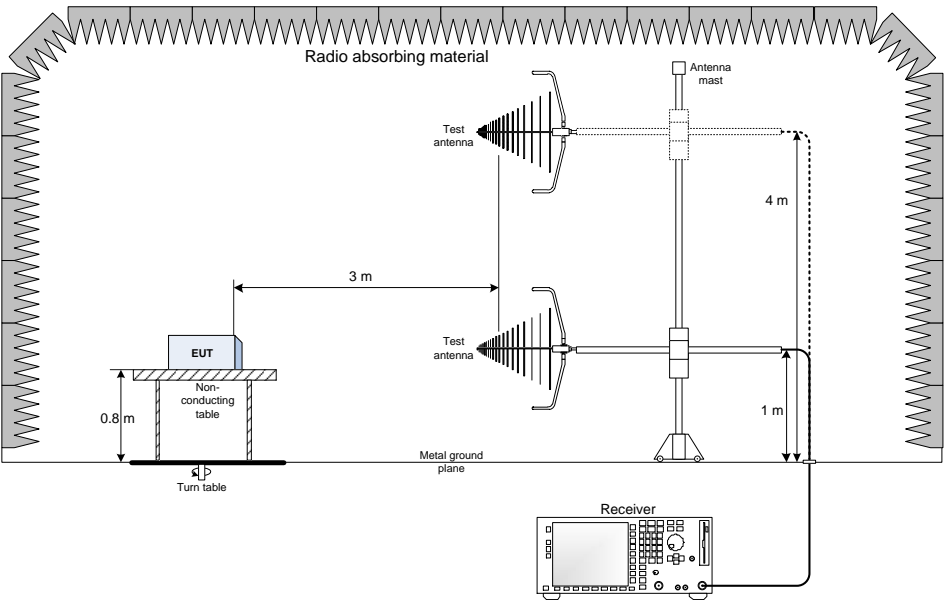 Radio absorbing material
Antenna
mast
Test
antenna
4 m
3 m
EUT
Test
antenna
Non-
conducting
table
0.8 m
1 m
Metal ground
plane
Turn table
Receiver